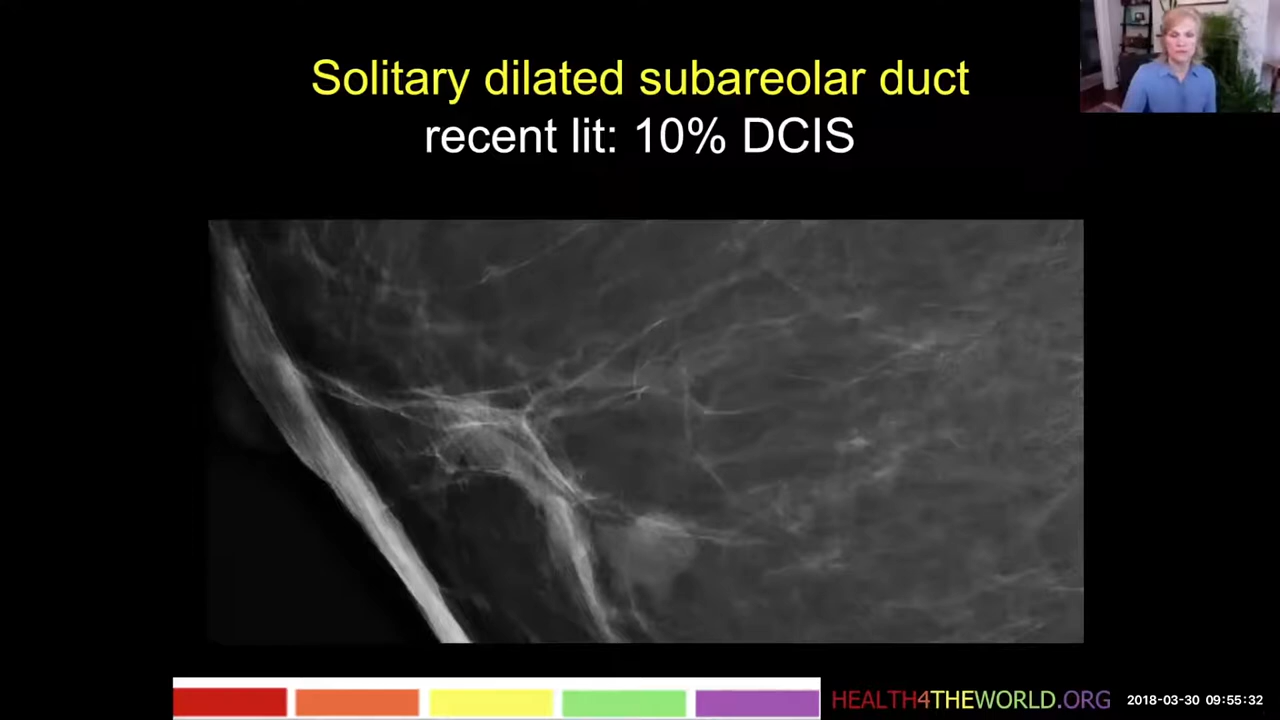 Solitary dilated subareolar duct
recent lit: 10% DCIS
HEALTH4THEWORLD.ORG
2018-03-30 09:55:32